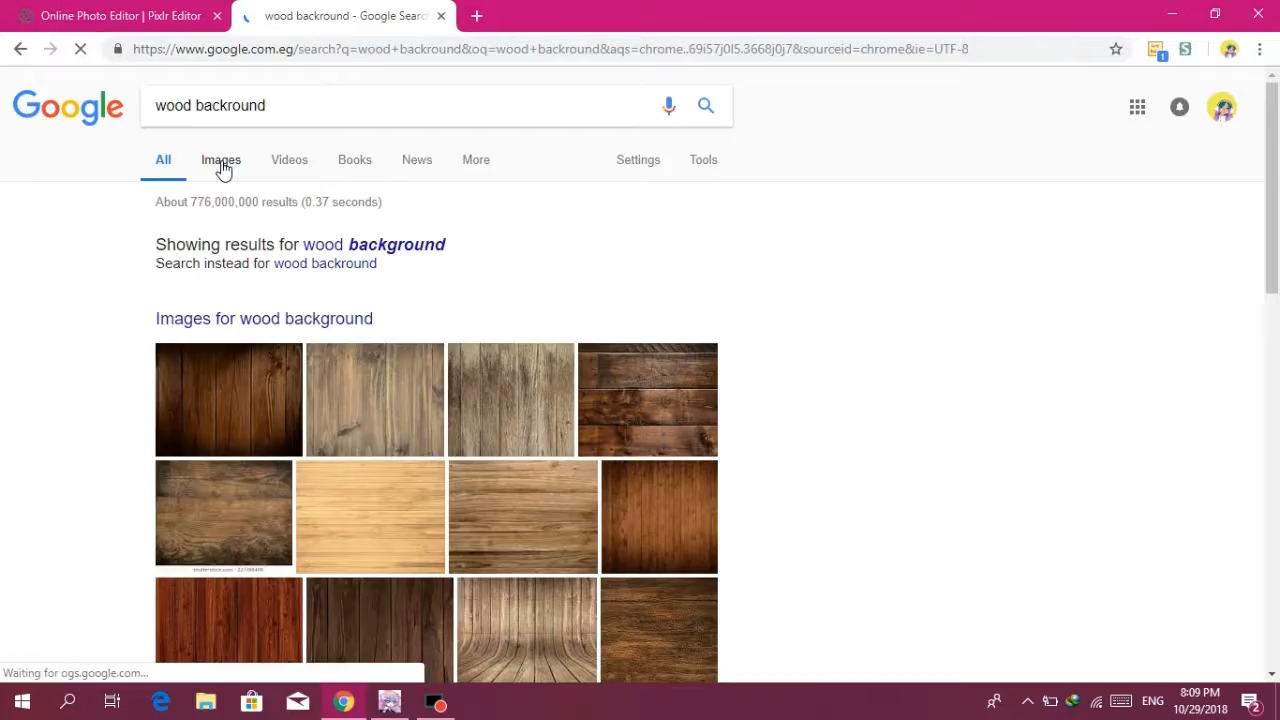 Online Photo Editor | Pixlr Editor
wood backround - Google Searc
https://www.google.com.eg/search?q=wood+backround&oq=wood+backround&aqs=chrome..69i57j0l5.3668j0j7&sourceid=chrome&ie=UTF-8
1
Google
wood backround
All Images Videos Books News More Settings Tools
About 776,000,000 results (0.37 seconds)
Showing results for wood background
Search instead for wood backround
Images for wood background
Waiting for ogs.google.com...
ENG
8:09 PM
10/29/2018
2